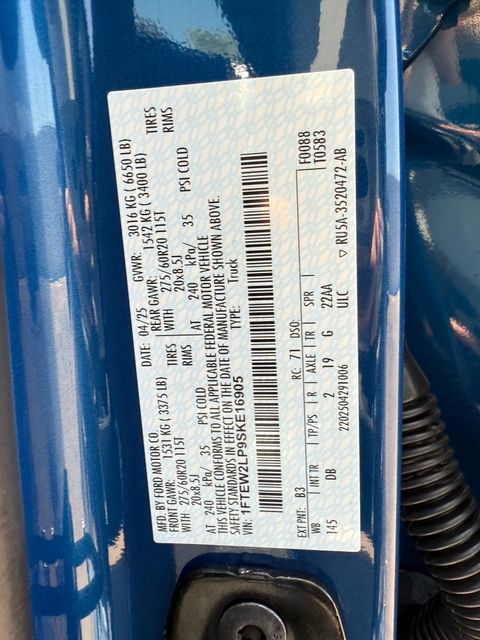 MFD. BY FORD MOTOR CO.
DATE: 04/25 GVWR: 3016 KG ( 6650 LB)
FRONT GAWR: 1531 KG ( 3375 LB) REAR GAWR: 1542 KG ( 3400 LB)
WITH 275/60R20 115T TIRES WITH 275/60R20 115T TIRES
20x8.5J RIMS 20x8.5J RIMS
AT 240 kPa/ 35 PSI COLD AT 240 kPa/ 35 PSI COLD
THIS VEHICLE CONFORMS TO ALL APPLICABLE FEDERAL MOTOR VEHICLE
SAFETY STANDARDS IN EFFECT ON THE DATE OF MANUFACTURE SHOWN ABOVE.
VIN: 1FTEW2LP9SKE16905 TYPE: Truck
F0088
T0583
EXT PNT: B3 RC: 71 DSO:
WB INT TR TP/PS R AXLE TR SPR
145 DB 2 19 G 22AA
2202504291006 ULC
▽ RU5A-3520472-AB